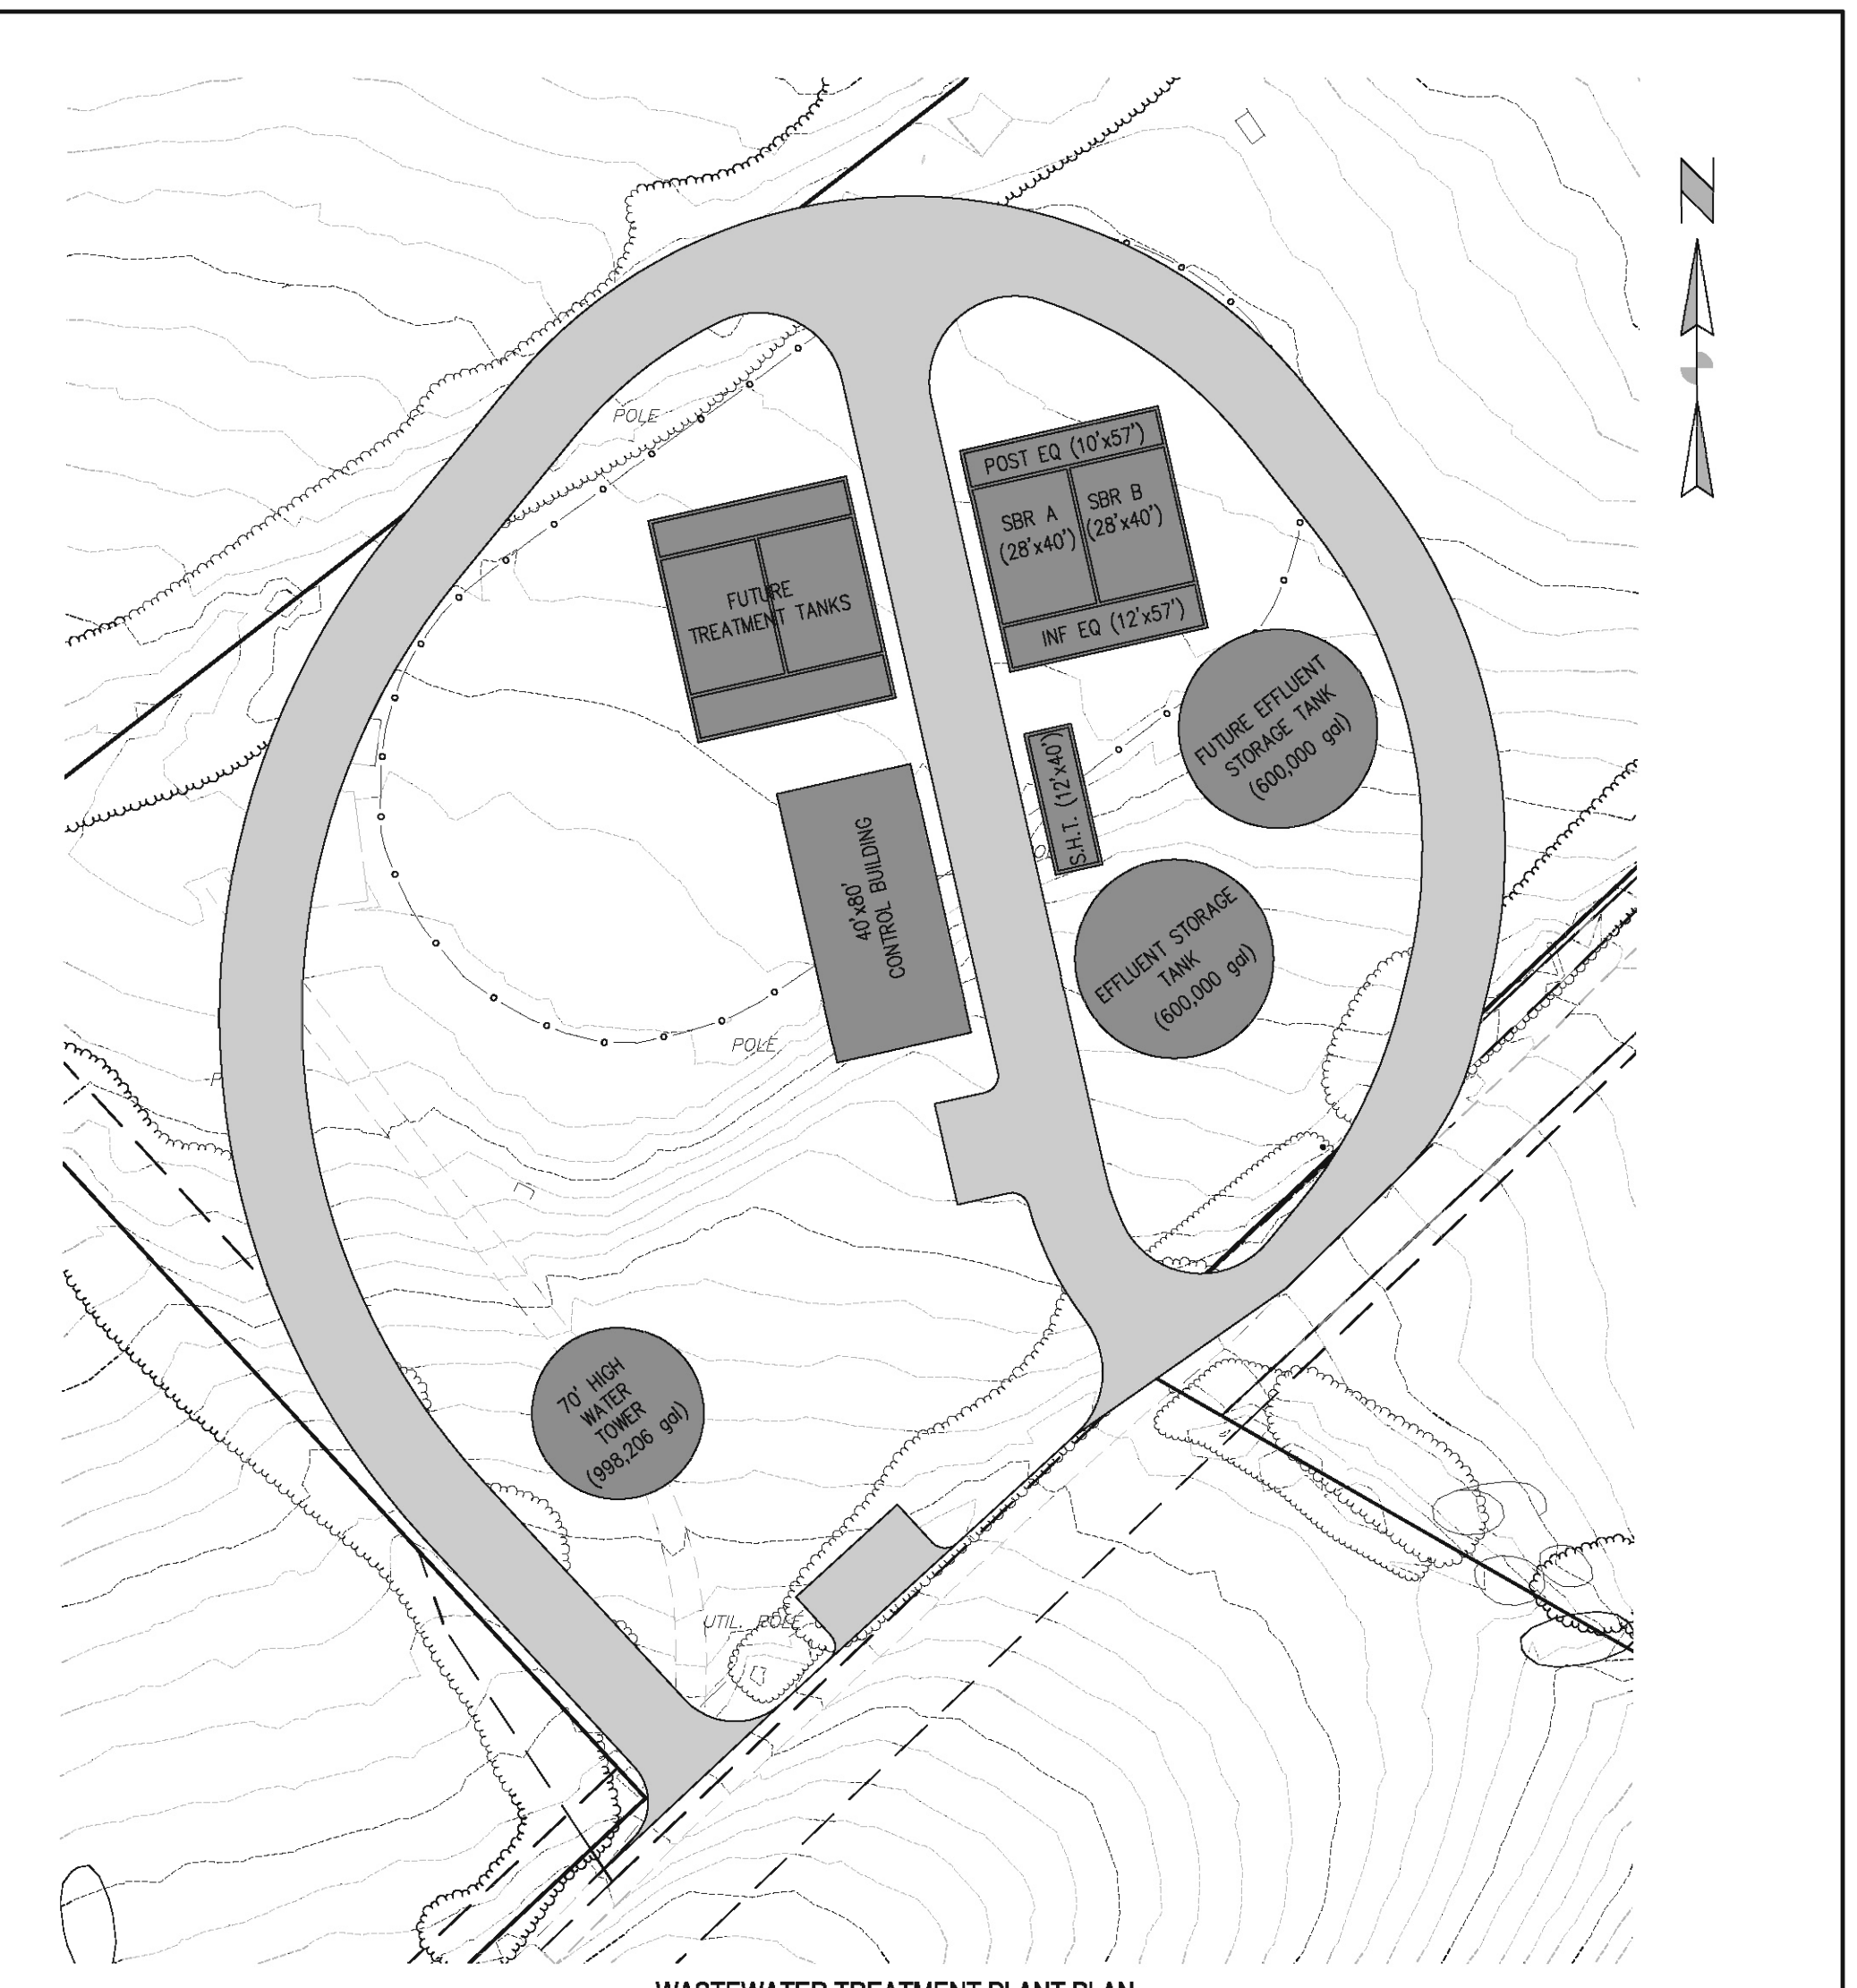 N
POLE
POST EQ (10'x57')
SBR A
(28'x40')
SBR B
(28'x40')
INF EQ (12'x57')
FUTURE
TREATMENT TANKS
FUTURE EFFLUENT
STORAGE TANK
(600,000 gal)
S.H.T. (12'x40')
40'x80'
CONTROL BUILDING
EFFLUENT STORAGE
TANK
(600,000 gal)
POLE
70' HIGH
WATER
TOWER
(998,206 gal)
UTIL. POLE
WASTEWATER TREATMENT PLANT PLAN